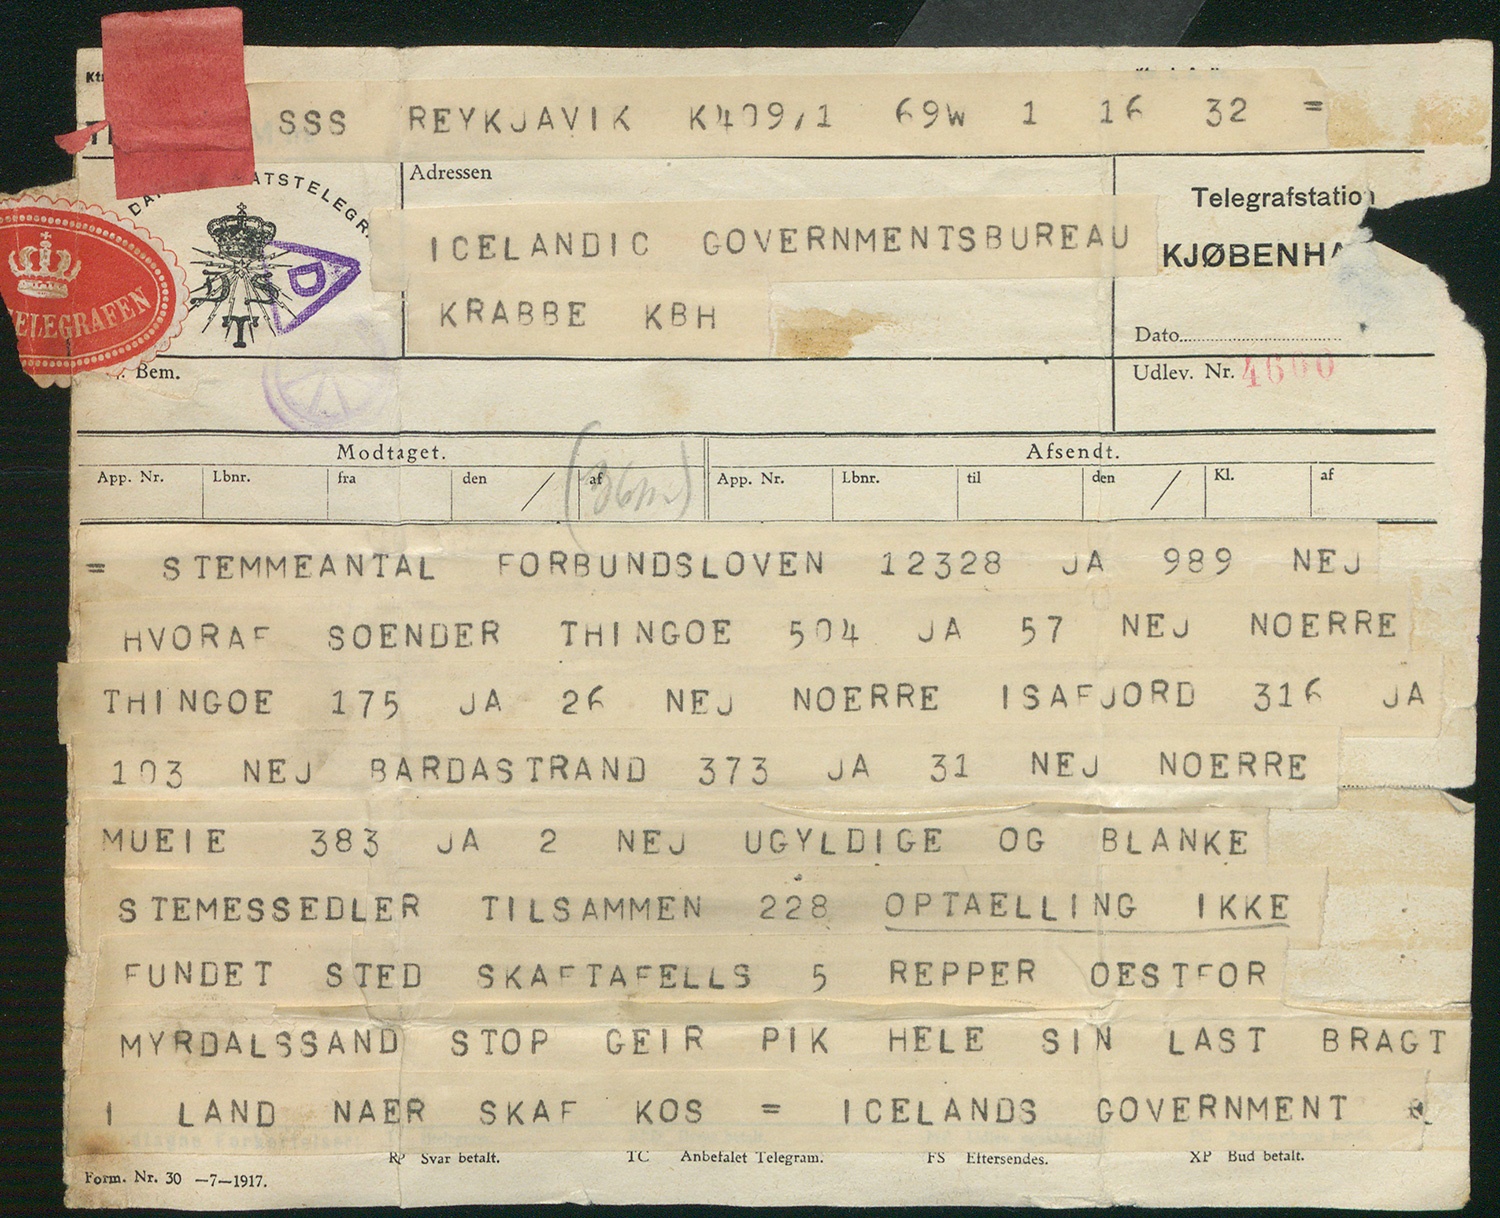 SSS REYKJAVIK K409/1 69W 1 16 32 =
DA ATSTELEGR
Adressen
Telegrafstation
KJØBENHA
ICELANDIC GOVERNMENTSBUREAU
KRABBE KBH
D S T
D
ELEGRAFEN
Dato
Bem.
Udlev. Nr. 4600
Modtaget. Afsendt.
App. Nr. Lbnr. fra den / af App. Nr. Lbnr. til den / Kl. af
= STEMMEANTAL FORBUNDSLOVEN 12328 JA 989 NEJ
HVORAF SOENDER THINGOE 504 JA 57 NEJ NOERRE
THINGOE 175 JA 26 NEJ NOERRE ISAFJORD 316 JA
103 NEJ BARDASTRAND 373 JA 31 NEJ NOERRE
MUEIE 383 JA 2 NEJ UGYLDIGE OG BLANKE
STEMESSEDLER TILSAMMEN 228 OPTAELLING IKKE
FUNDET STED SKAFTAFELLS 5 REPPER OESTFOR
MYRDALSSAND STOP GEIR PIK HELE SIN LAST BRAGT
I LAND NAER SKAF KOS = ICELANDS GOVERNMENT
RP Svar betalt. TC Anbefalet Telegram. FS Eftersendes. XP Bud betalt.
Form. Nr. 30 —7—1917.